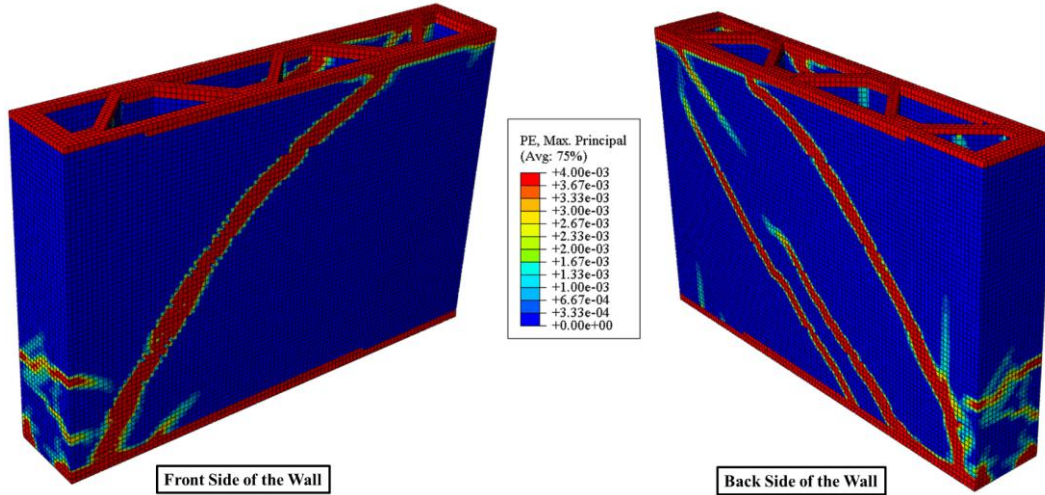 PE, Max. Principal
(Avg: 75%)
+4.00e-03
+3.67e-03
+3.33e-03
+3.00e-03
+2.67e-03
+2.33e-03
+2.00e-03
+1.67e-03
+1.33e-03
+1.00e-03
+6.67e-04
+3.33e-04
+0.00e+00
Front Side of the Wall
Back Side of the Wall